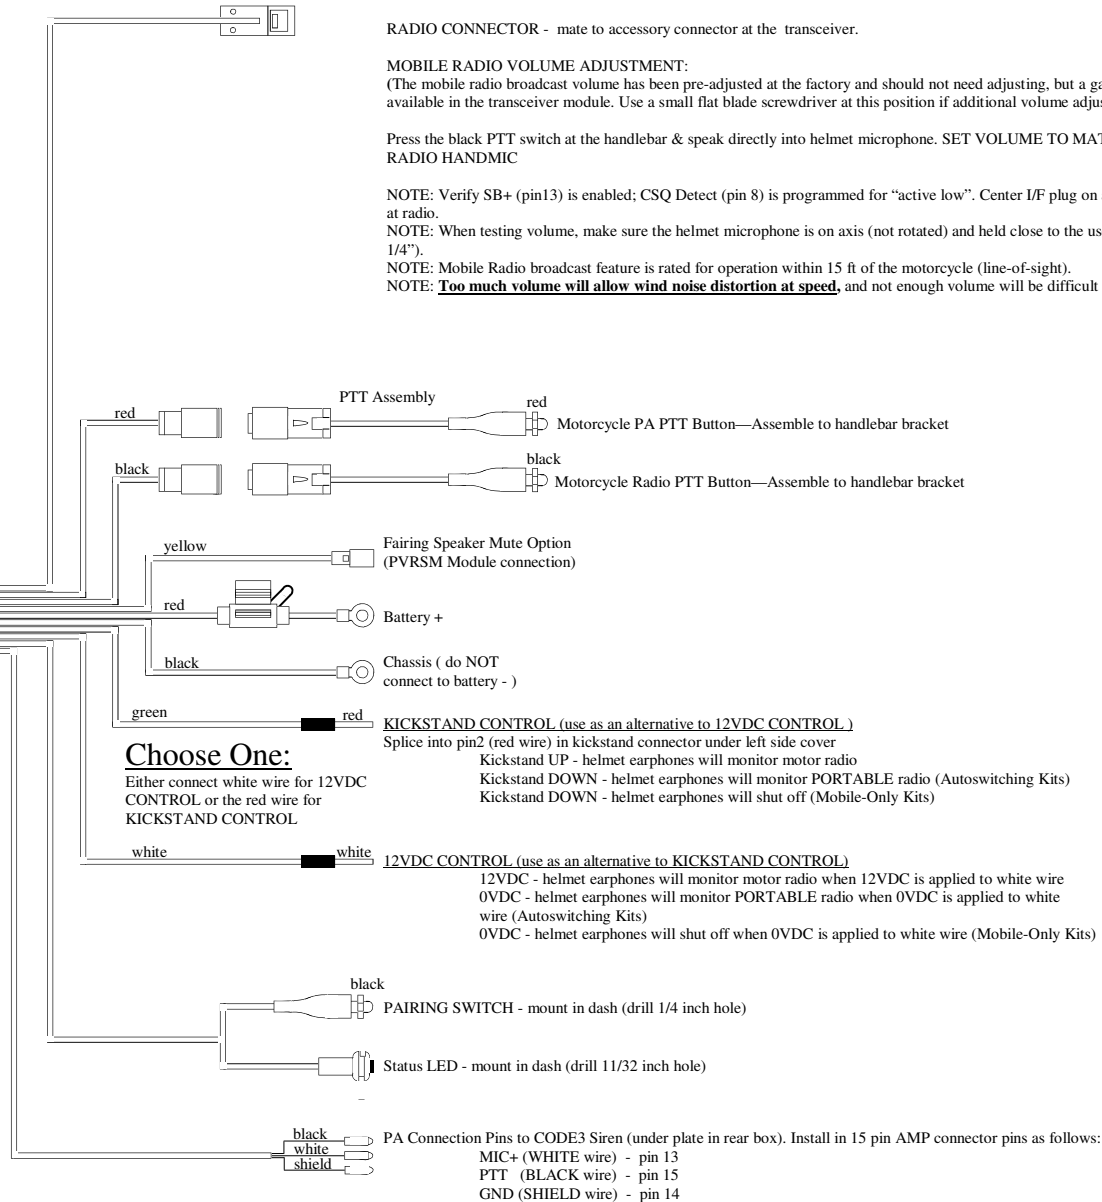 RADIO CONNECTOR - mate to accessory connector at the transceiver.
MOBILE RADIO VOLUME ADJUSTMENT:
(The mobile radio broadcast volume has been pre-adjusted at the factory and should not need adjusting, but a
available in the transceiver module. Use a small flat blade screwdriver at this position if additional volume
Press the black PTT switch at the handlebar & speak directly into helmet microphone. SET VOLUME TO
RADIO HANDMIC
NOTE: Verify SB+ (pin13) is enabled; CSQ Detect (pin 8) is programmed for “active low”. Center I/F plug on
at radio.
NOTE: When testing volume, make sure the helmet microphone is on axis (not rotated) and held close to the
1/4”).
NOTE: Mobile Radio broadcast feature is rated for operation within 15 ft of the motorcycle (line-of-sight).
NOTE: Too much volume will allow wind noise distortion at speed, and not enough volume will be difficult
PTT Assembly
red
red
Motorcycle PA PTT Button—Assemble to handlebar bracket
black
black
Motorcycle Radio PTT Button—Assemble to handlebar bracket
yellow
Fairing Speaker Mute Option
(PVRSM Module connection)
red
Battery +
black
Chassis ( do NOT
connect to battery - )
green
red
KICKSTAND CONTROL (use as an alternative to 12VDC CONTROL )
Splice into pin2 (red wire) in kickstand connector under left side cover
Kickstand UP - helmet earphones will monitor motor radio
Kickstand DOWN - helmet earphones will monitor PORTABLE radio (Autoswitching Kits)
Kickstand DOWN - helmet earphones will shut off (Mobile-Only Kits)
Choose One:
Either connect white wire for 12VDC
CONTROL or the red wire for
KICKSTAND CONTROL
white
white
12VDC CONTROL (use as an alternative to KICKSTAND CONTROL)
12VDC - helmet earphones will monitor motor radio when 12VDC is applied to white wire
0VDC - helmet earphones will monitor PORTABLE radio when 0VDC is applied to white
wire (Autoswitching Kits)
0VDC - helmet earphones will shut off when 0VDC is applied to white wire (Mobile-Only Kits)
black
PAIRING SWITCH - mount in dash (drill 1/4 inch hole)
Status LED - mount in dash (drill 11/32 inch hole)
black
white
shield
PA Connection Pins to CODE3 Siren (under plate in rear box). Install in 15 pin AMP connector pins as follows:
MIC+ (WHITE wire) - pin 13
PTT (BLACK wire) - pin 15
GND (SHIELD wire) - pin 14